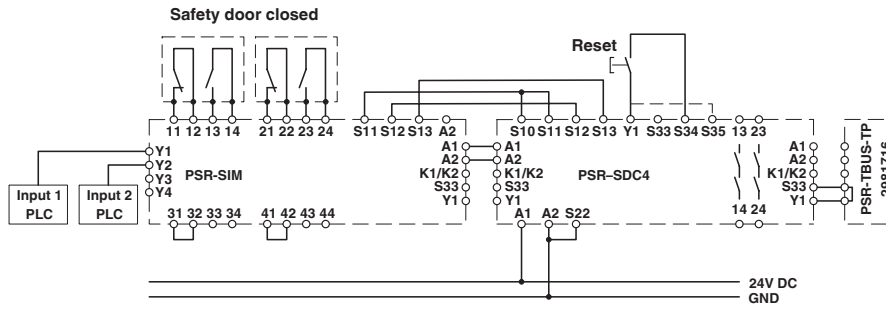 Safety door closed
Reset
11 12 13 14 21 22 23 24 S11 S12 S13 A2 S10 S11 S12 S13 Y1 S33 S34 S35 13 23
Y1 A1 A1 A1
Y2 A2 A2 A2
Y3 PSR-SIM K1/K2 K1/K2 PSR–SDC4 K1/K2
Y4 S33 S33 S33
Y1 Y1 Y1
Input 1
PLC
Input 2
PLC
31 32 33 34 41 42 43 44 A1 A2 S22 14 24
PSR-TBUS-TP
2981716
24V DC
GND